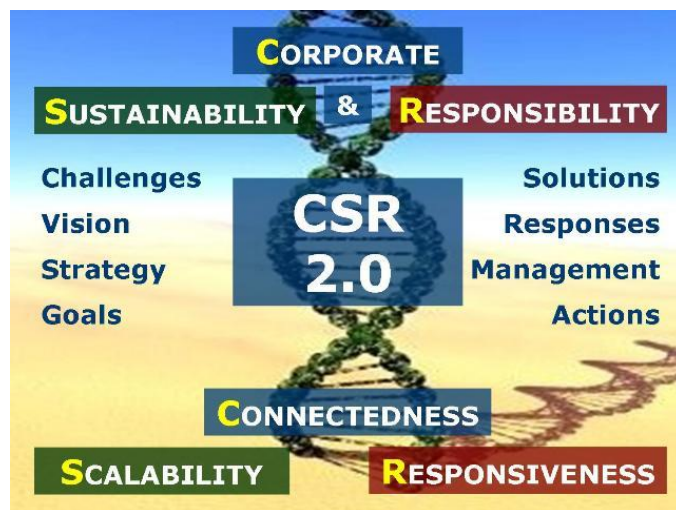 CORPORATE
SUSTAINABILITY & RESPONSIBILITY
Challenges
Vision
Strategy
Goals
CSR
2.0
Solutions
Responses
Management
Actions
CONNECTEDNESS
SCALABILITY RESPONSIVENESS